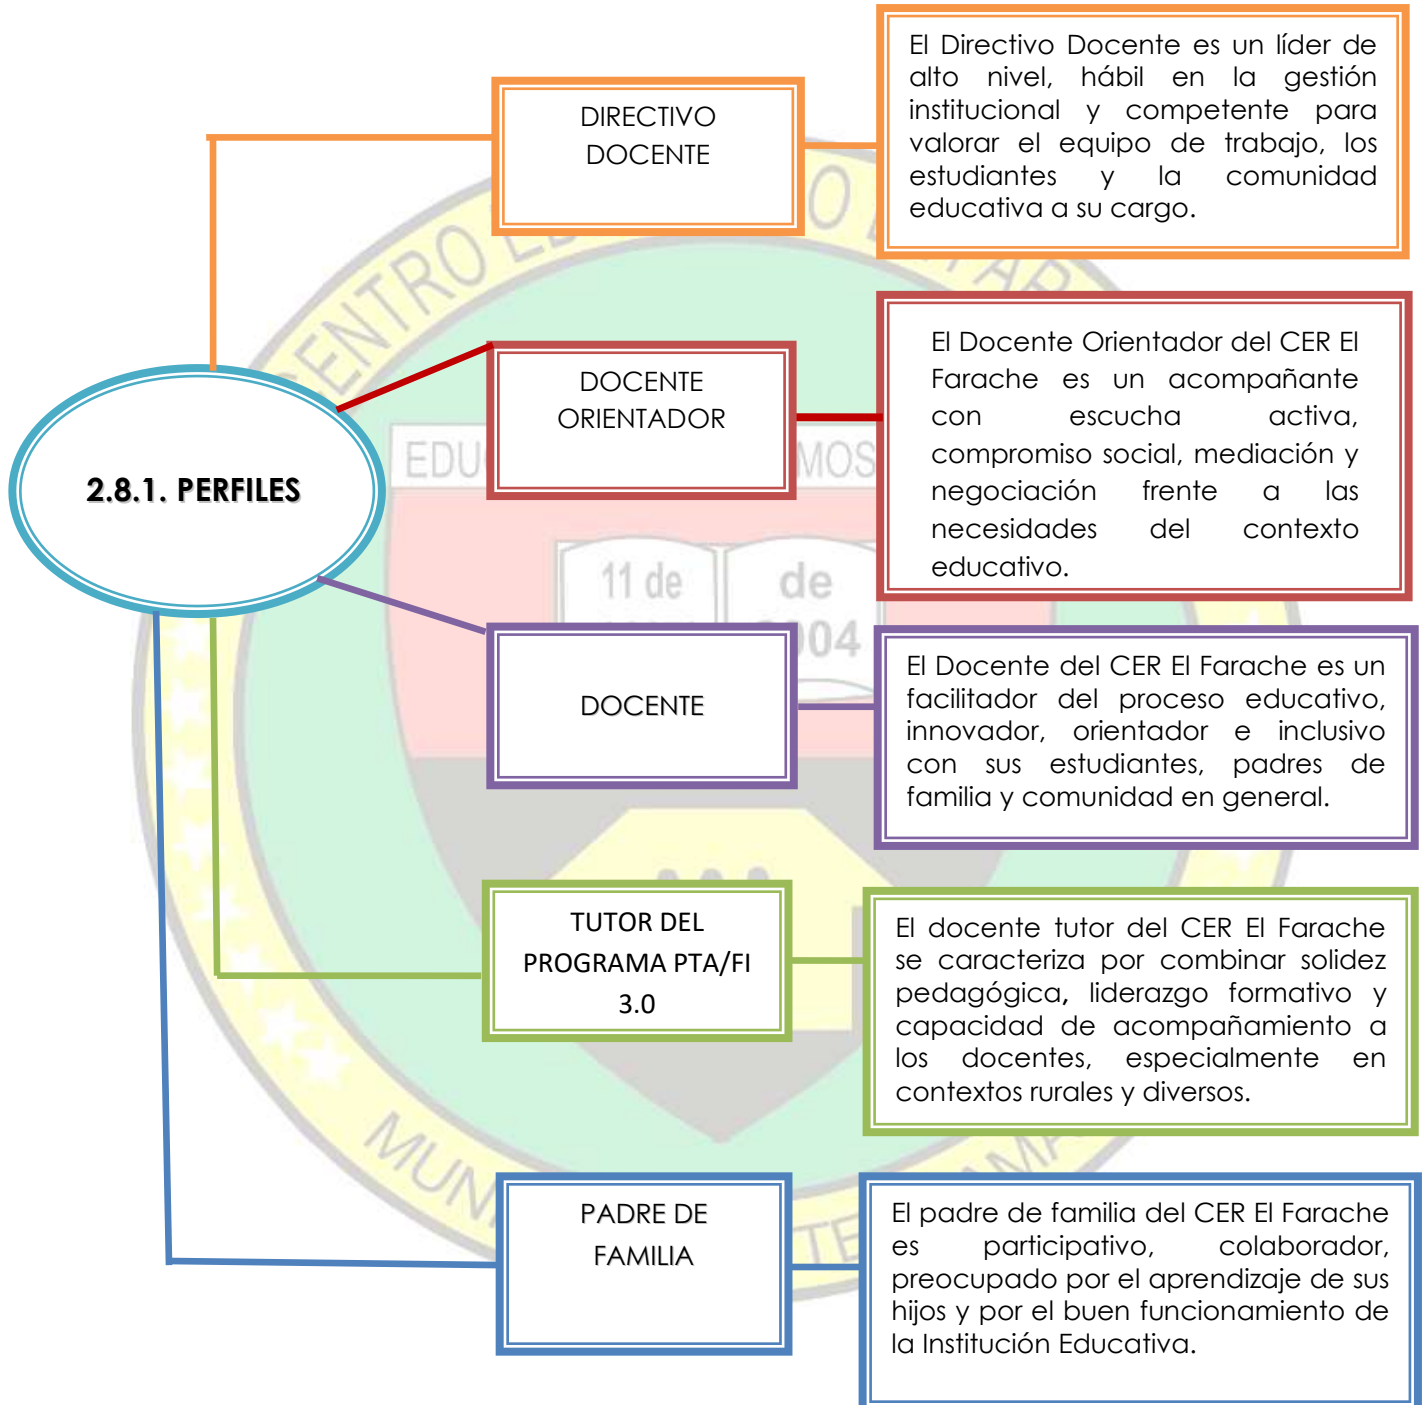 2.8.1. PERFILES
DIRECTIVO
DOCENTE
El Directivo Docente es un líder de
alto nivel, hábil en la gestión
institucional y competente para
valorar el equipo de trabajo, los
estudiantes y la comunidad
educativa a su cargo.
DOCENTE
ORIENTADOR
El Docente Orientador del CER El
Farache es un acompañante
con escucha activa,
compromiso social, mediación y
negociación frente a las
necesidades del contexto
educativo.
DOCENTE
El Docente del CER El Farache es un
facilitador del proceso educativo,
innovador, orientador e inclusivo
con sus estudiantes, padres de
familia y comunidad en general.
TUTOR DEL
PROGRAMA PTA/FI
3.0
El docente tutor del CER El Farache
se caracteriza por combinar solidez
pedagógica, liderazgo formativo y
capacidad de acompañamiento a
los docentes, especialmente en
contextos rurales y diversos.
PADRE DE
FAMILIA
El padre de familia del CER El Farache
es participativo, colaborador,
preocupado por el aprendizaje de sus
hijos y por el buen funcionamiento de
la Institución Educativa.
11 de
de